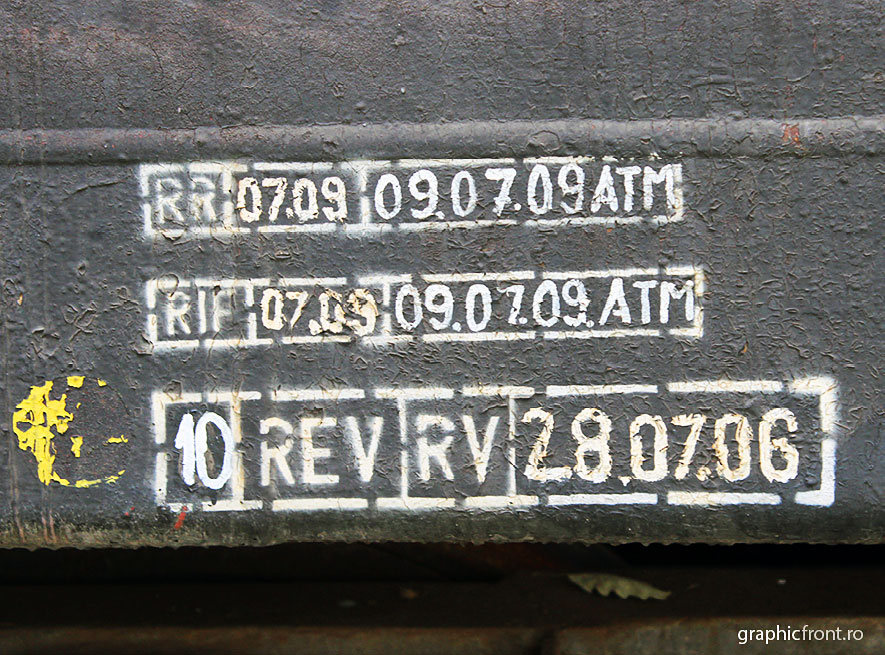 RR 07.09 09.07.09 ATM
RIF 07.09 09.07.09. ATM
10 REV RV 28.07.06
graphicfront.ro